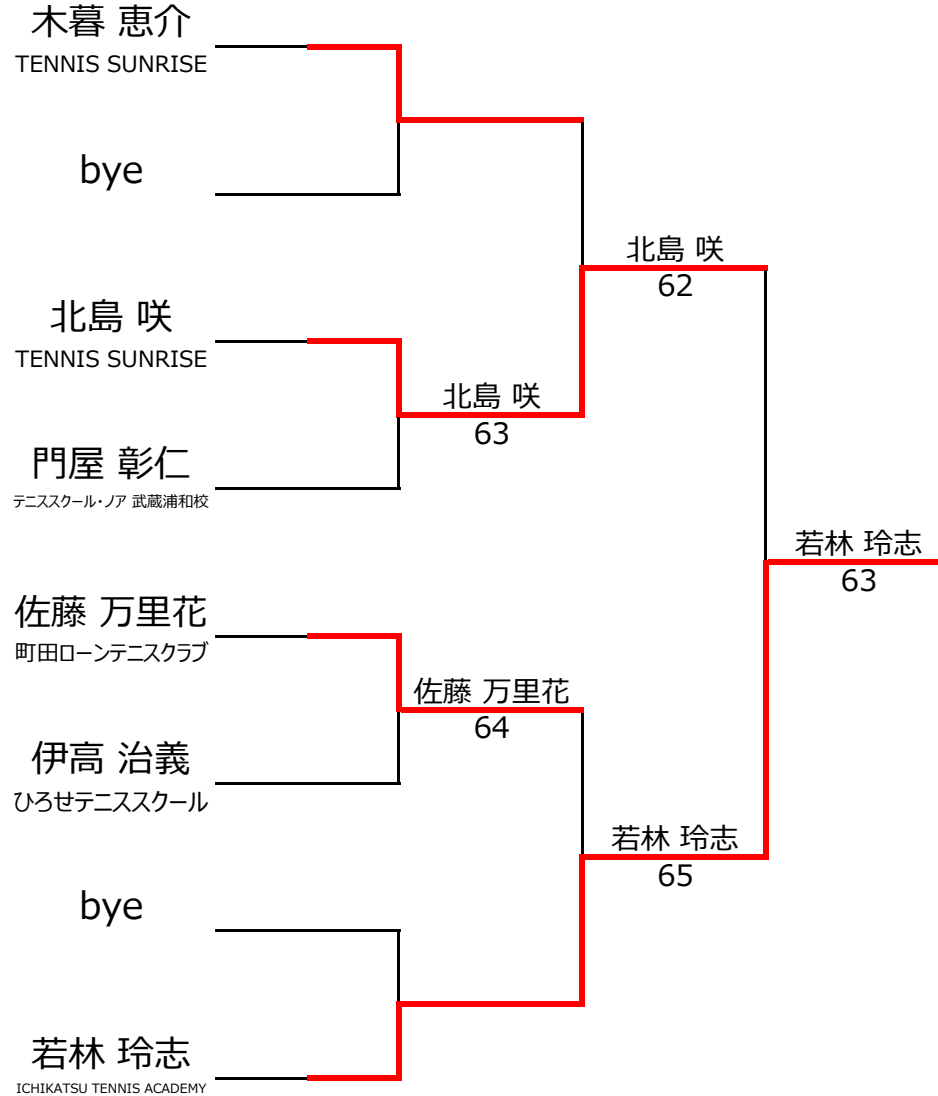 木暮 恵介
TENNIS SUNRISE
bye
北島 咲
62
北島 咲
TENNIS SUNRISE
北島 咲
63
門屋 彰仁
テニススクール・ノア 武蔵浦和校
若林 玲志
63
佐藤 万里花
町田ローンテニスクラブ
佐藤 万里花
64
伊高 治義
ひろせテニススクール
若林 玲志
65
bye
若林 玲志
ICHIKATSU TENNIS ACADEMY